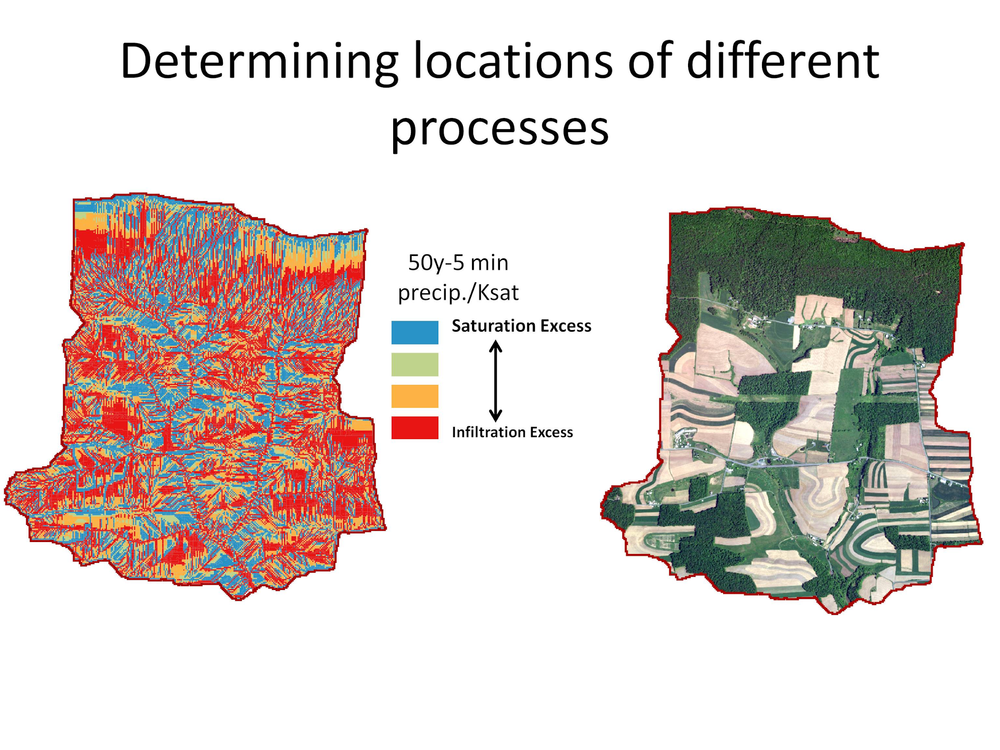 Determining locations of different
processes
50y-5 min
precip./Ksat
Saturation Excess
Infiltration Excess